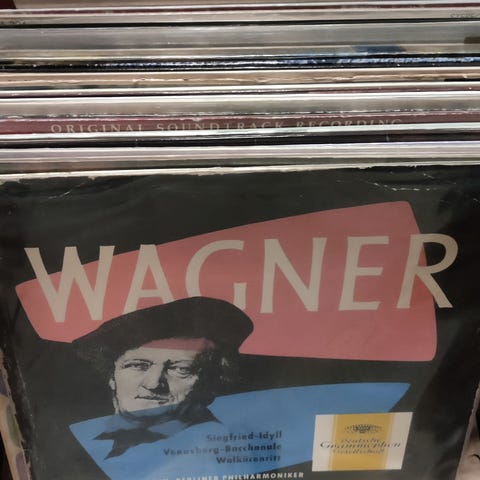 ORIGINAL SOUNDTRACK RECORDING
WAGNER
Siegfried-Idyll
Venusberg-Bacchanale
Walkürenritt
Deutsche
Grammophon
Gesellschaft
BERLINER PHILHARMONIKER